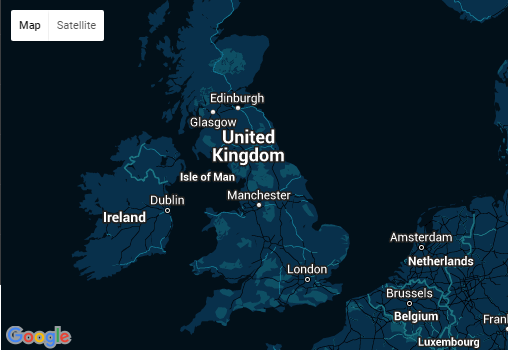 Map Satellite
Edinburgh
Glasgow
United
Kingdom
Isle of Man
Manchester
Dublin
Ireland
Amsterdam
Netherlands
London
Brussels
Belgium
Fran
Luxembourg
Google